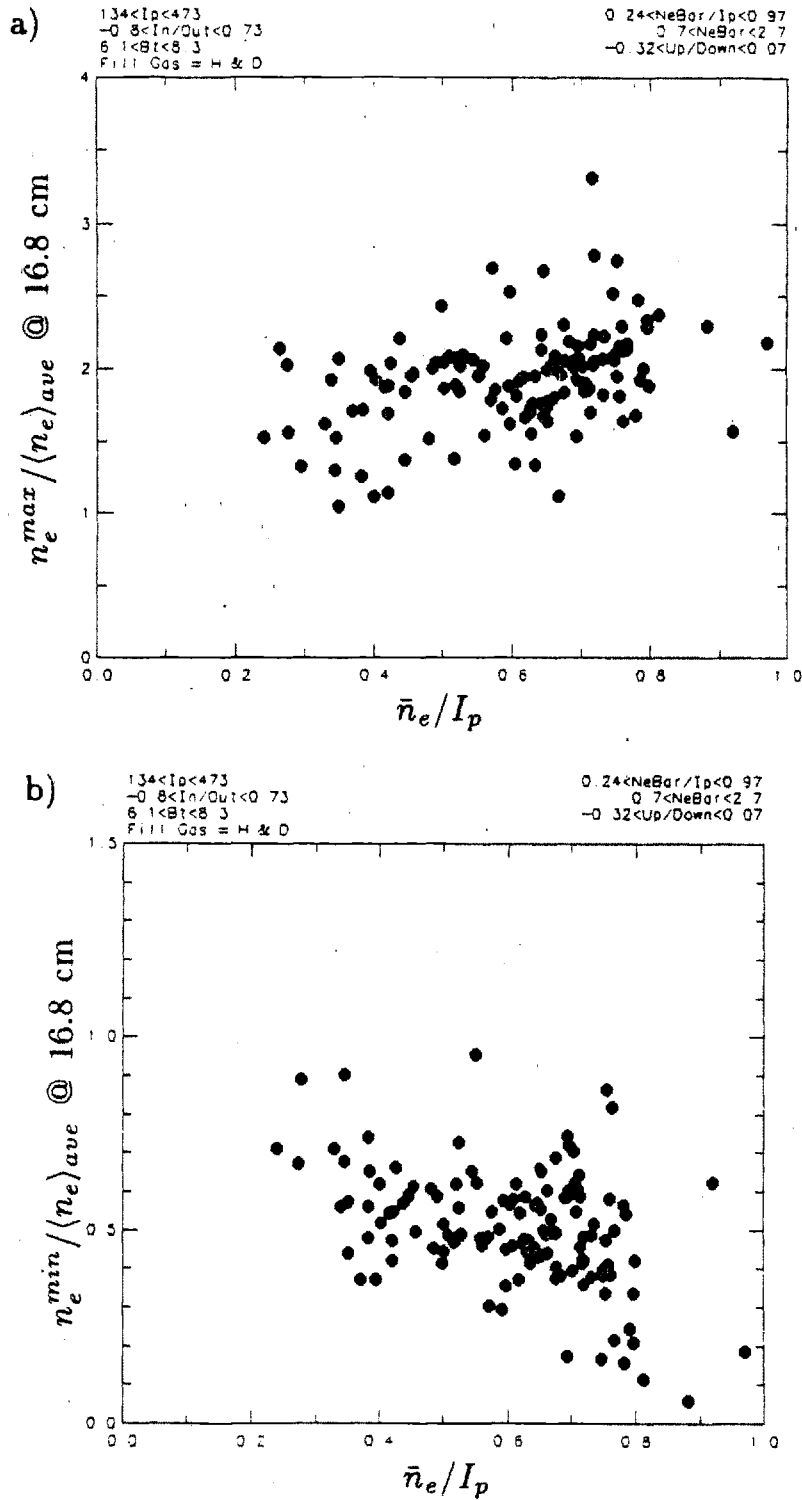 a)
134<Ip<473
-0.8<In/Out<0 73
6 1<Bt<8.3
Fill Gas = H & D
0 24<NeBar/Ip<0 97
0 7<NeBar<2 7
-0.32<Up/Down<0 07
4
3
2
1
0
n_e^{max}/⟨n_e⟩_{ave} @ 16.8 cm
0 0 0 2 0 4 0 6 0 8 1 0
n̄_e/I_p
b)
134<Ip<473
-0 8<In/Out<0 73
6 1<Bt<8 3
Fill Gas = H & D
0.24<NeBar/Ip<0 97
0 7<NeBar<2 7
-0 32<Up/Down<0 07
1.5
1 0
0 5
0 0
n_e^{min}/⟨n_e⟩_{ave} @ 16.8 cm
0.0 0 2 0 4 0 6 0 8 1 0
n̄_e/I_p